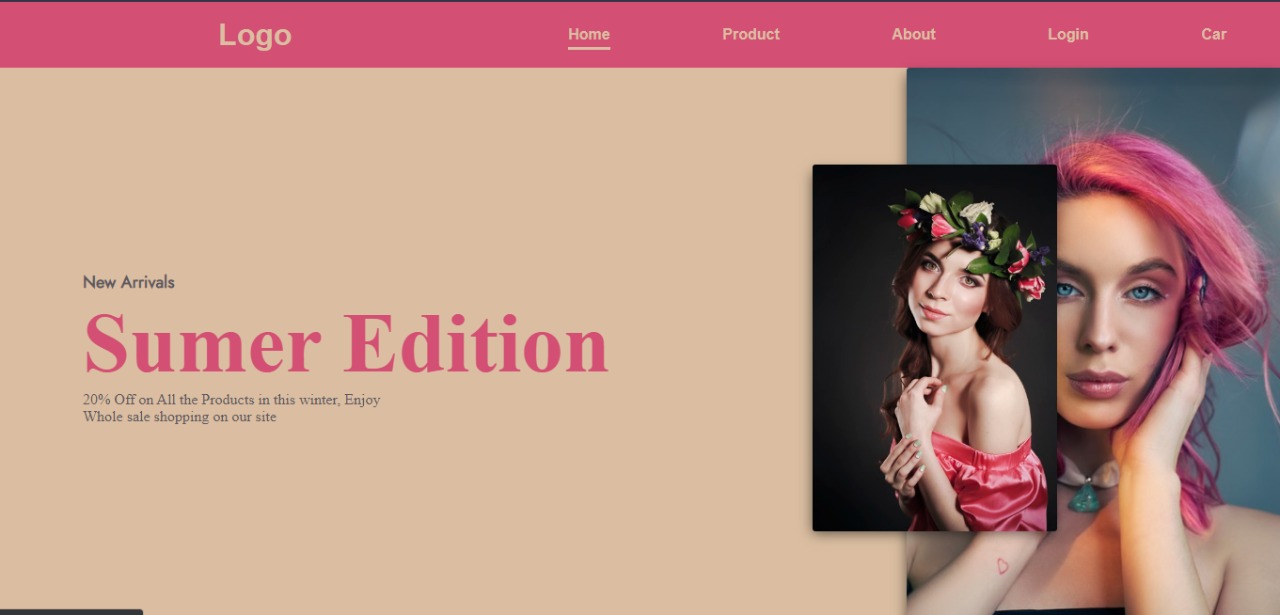 Logo
Home Product About Login Car
New Arrivals
Sumer Edition
20% Off on All the Products in this winter, Enjoy
Whole sale shopping on our site